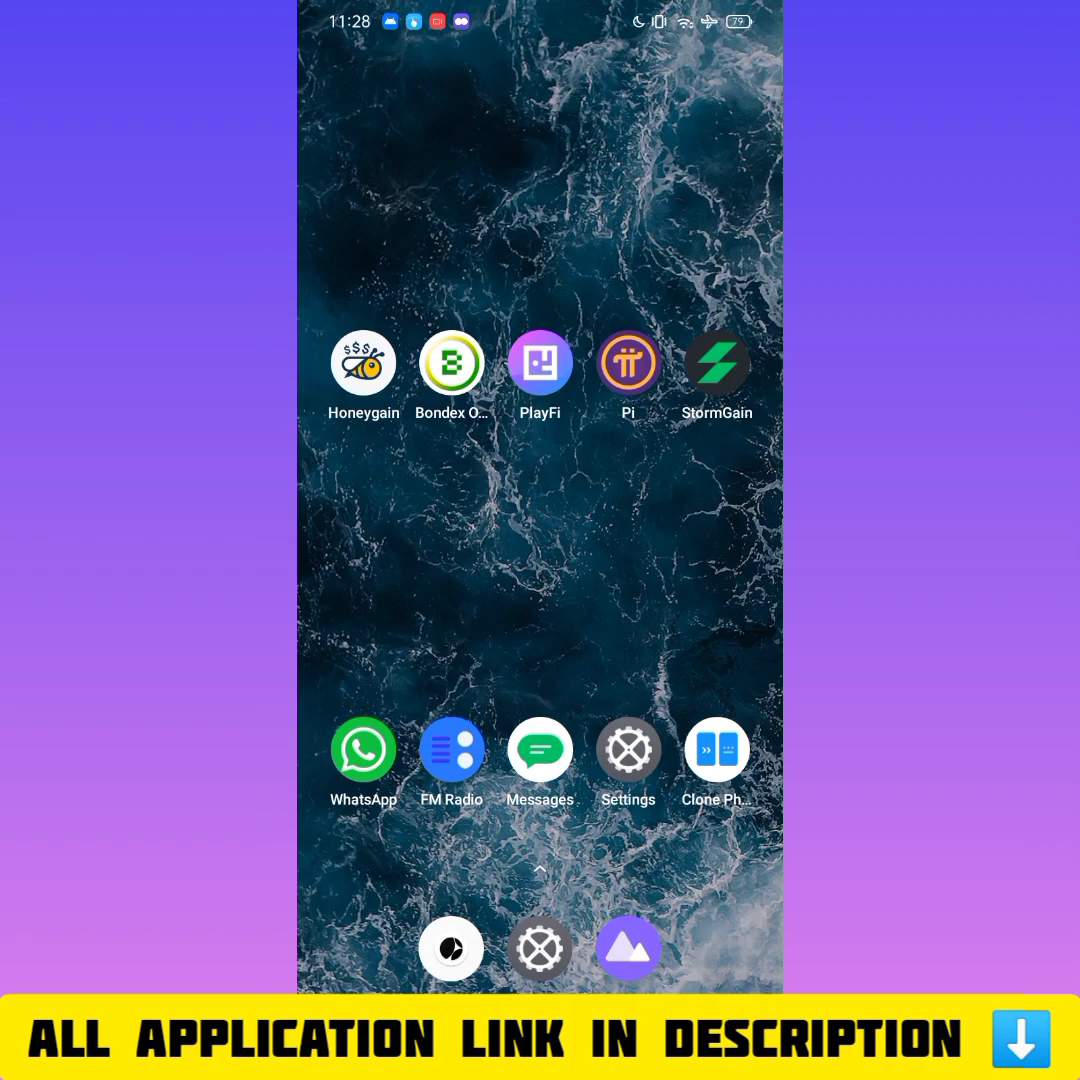 11:28
79
$$$
Honeygain
Bondex O...
PlayFi
Pi
StormGain
WhatsApp
FM Radio
Messages
Settings
Clone Ph...
ALL APPLICATION LINK IN DESCRIPTION